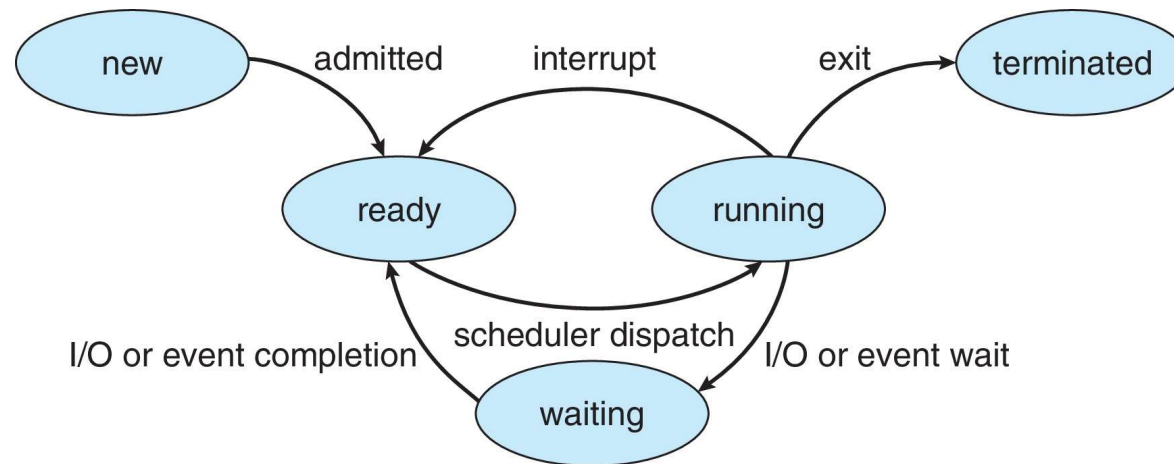 new
admitted
interrupt
exit
terminated
ready
running
I/O or event completion
scheduler dispatch
I/O or event wait
waiting